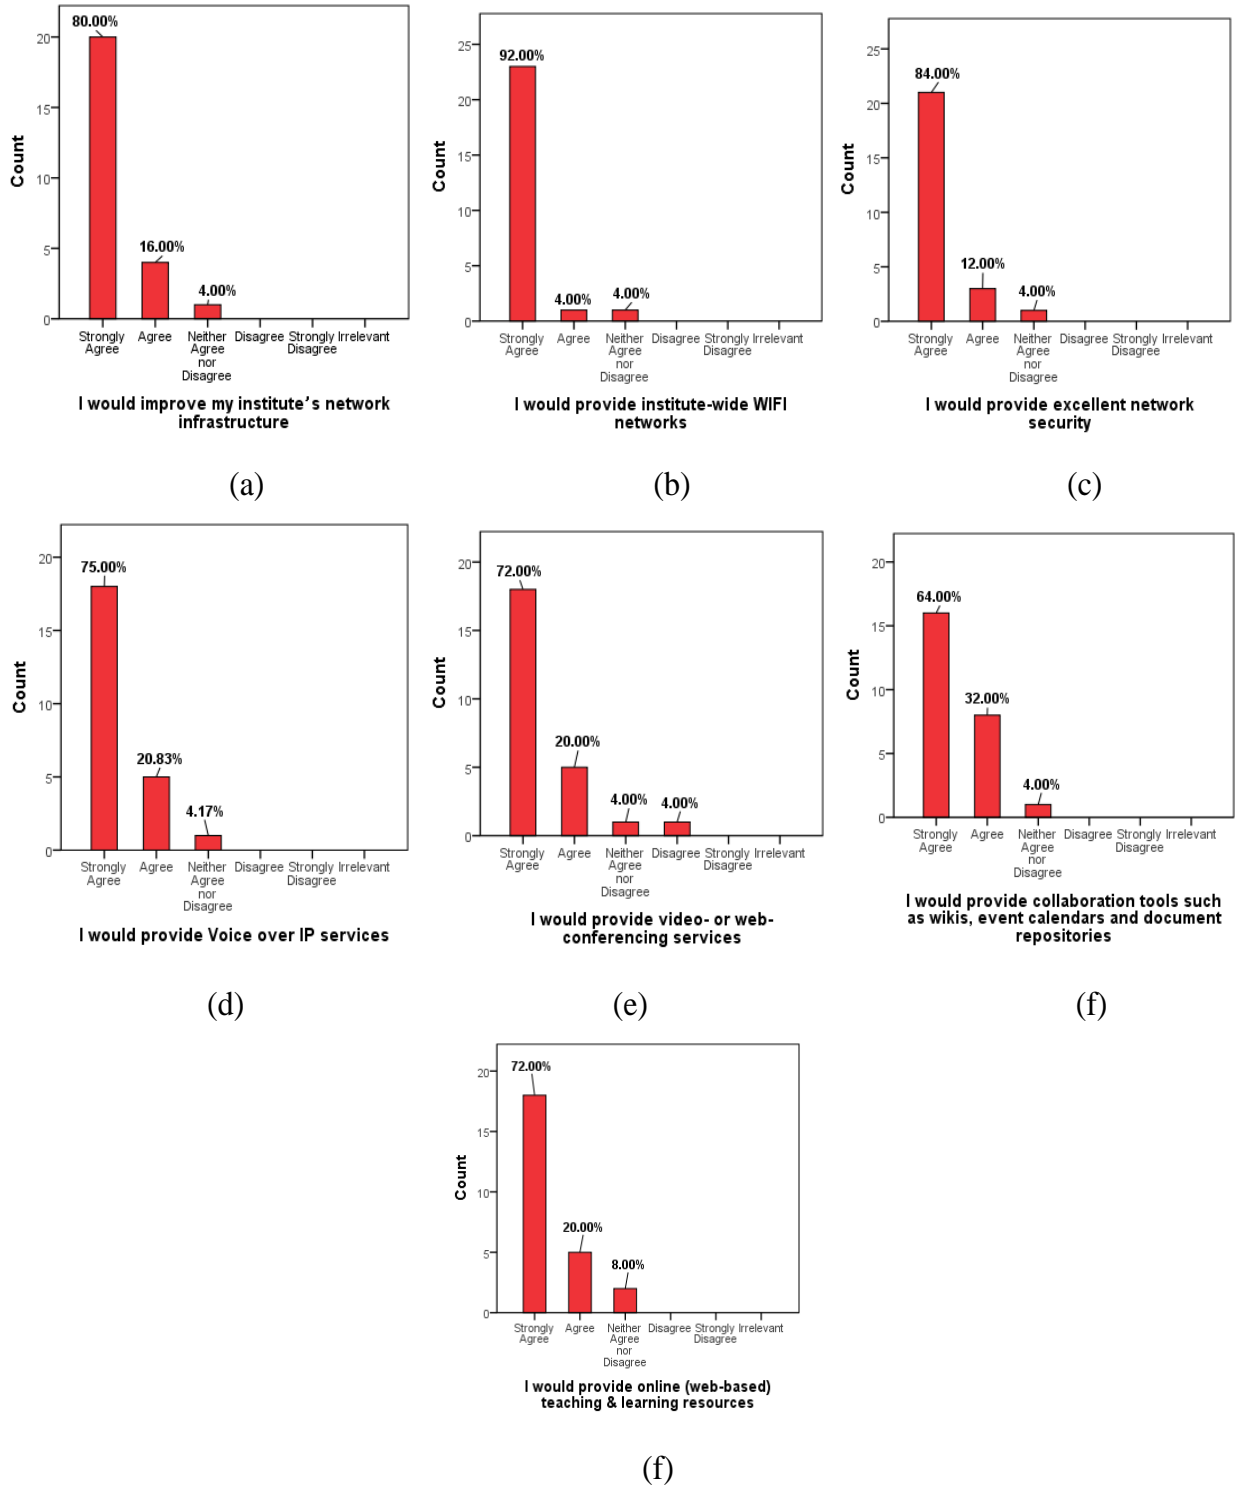 80.00%
20
15
16.00%
10
5
4.00%
0
Count
Strongly Agree
Agree
Neither Agree nor Disagree
Disagree
Strongly Disagree
Irrelevant
I would improve my institute's network
infrastructure
(a)
92.00%
25
20
15
10
5
4.00%
4.00%
0
Count
Strongly Agree
Agree
Neither Agree nor Disagree
Disagree
Strongly Disagree
Irrelevant
I would provide institute-wide WIFI
networks
(b)
84.00%
25
20
15
10
12.00%
5
4.00%
0
Count
Strongly Agree
Agree
Neither Agree nor Disagree
Disagree
Strongly Disagree
Irrelevant
I would provide excellent network
security
(c)
75.00%
20
15
10
20.83%
5
4.17%
0
Count
Strongly Agree
Agree
Neither Agree nor Disagree
Disagree
Strongly Disagree
Irrelevant
I would provide Voice over IP services
(d)
72.00%
20
15
10
20.00%
5
4.00%
4.00%
0
Count
Strongly Agree
Agree
Neither Agree nor Disagree
Disagree
Strongly Disagree
Irrelevant
I would provide video- or web-
conferencing services
(e)
64.00%
20
15
10
32.00%
5
4.00%
0
Count
Strongly Agree
Agree
Neither Agree nor Disagree
Disagree
Strongly Disagree
Irrelevant
I would provide collaboration tools such
as wikis, event calendars and document
repositories
(f)
72.00%
20
15
10
20.00%
5
8.00%
0
Count
Strongly Agree
Agree
Neither Agree nor Disagree
Disagree
Strongly Disagree
Irrelevant
I would provide online (web-based)
teaching & learning resources
(f)